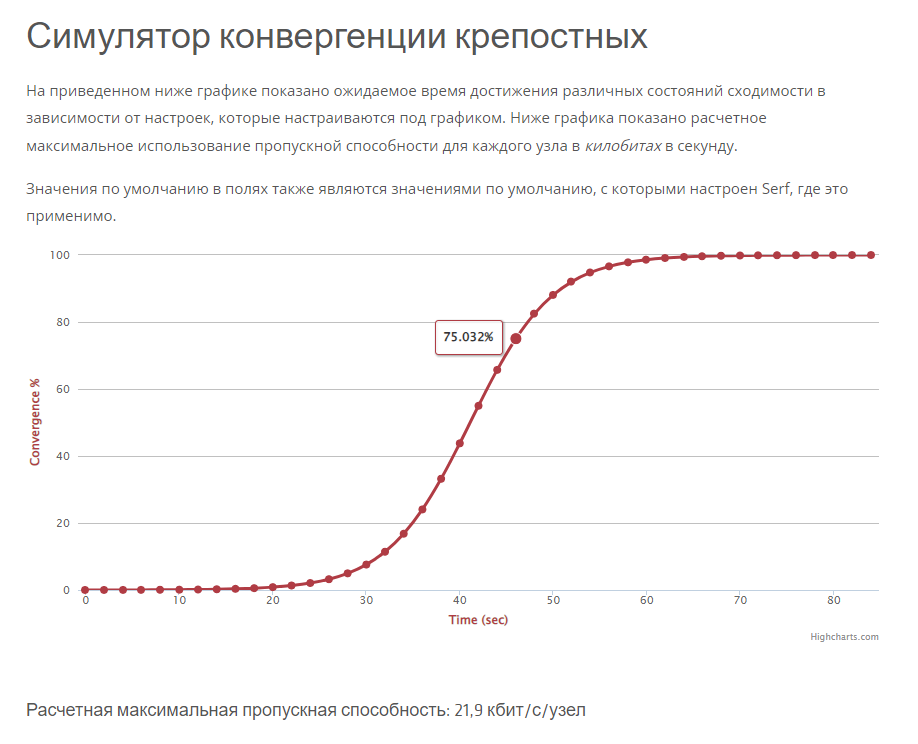 Симулятор конвергенции крепостных
На приведенном ниже графике показано ожидаемое время достижения различных состояний сходимости в
зависимости от настроек, которые настраиваются под графиком. Ниже графика показано расчетное
максимальное использование пропускной способности для каждого узла в килобитах в секунду.
Значения по умолчанию в полях также являются значениями по умолчанию, с которыми настроен Serf, где это
применимо.
100
80
75.032%
60
Convergence %
40
20
0
0 10 20 30 40 50 60 70 80
Time (sec)
Highcharts.com
Расчетная максимальная пропускная способность: 21,9 кбит/с/узел